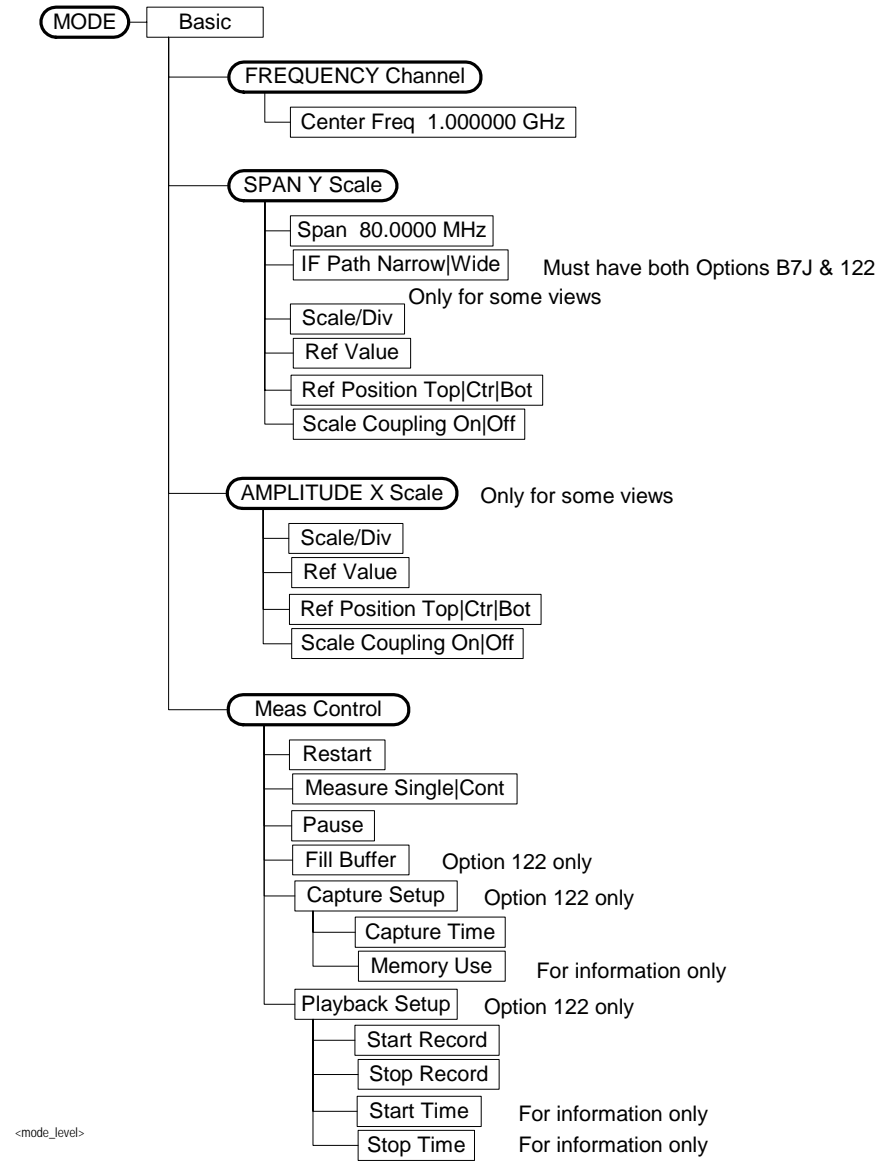 MODE Basic
FREQUENCY Channel
Center Freq 1.000000 GHz
SPAN Y Scale
Span 80.0000 MHz
IF Path Narrow|Wide Must have both Options B7J & 122
Only for some views
Scale/Div
Ref Value
Ref Position Top|Ctr|Bot
Scale Coupling On|Off
AMPLITUDE X Scale Only for some views
Scale/Div
Ref Value
Ref Position Top|Ctr|Bot
Scale Coupling On|Off
Meas Control
Restart
Measure Single|Cont
Pause
Fill Buffer Option 122 only
Capture Setup Option 122 only
Capture Time
Memory Use For information only
Playback Setup Option 122 only
Start Record
Stop Record
Start Time For information only
Stop Time For information only
<mode_level>